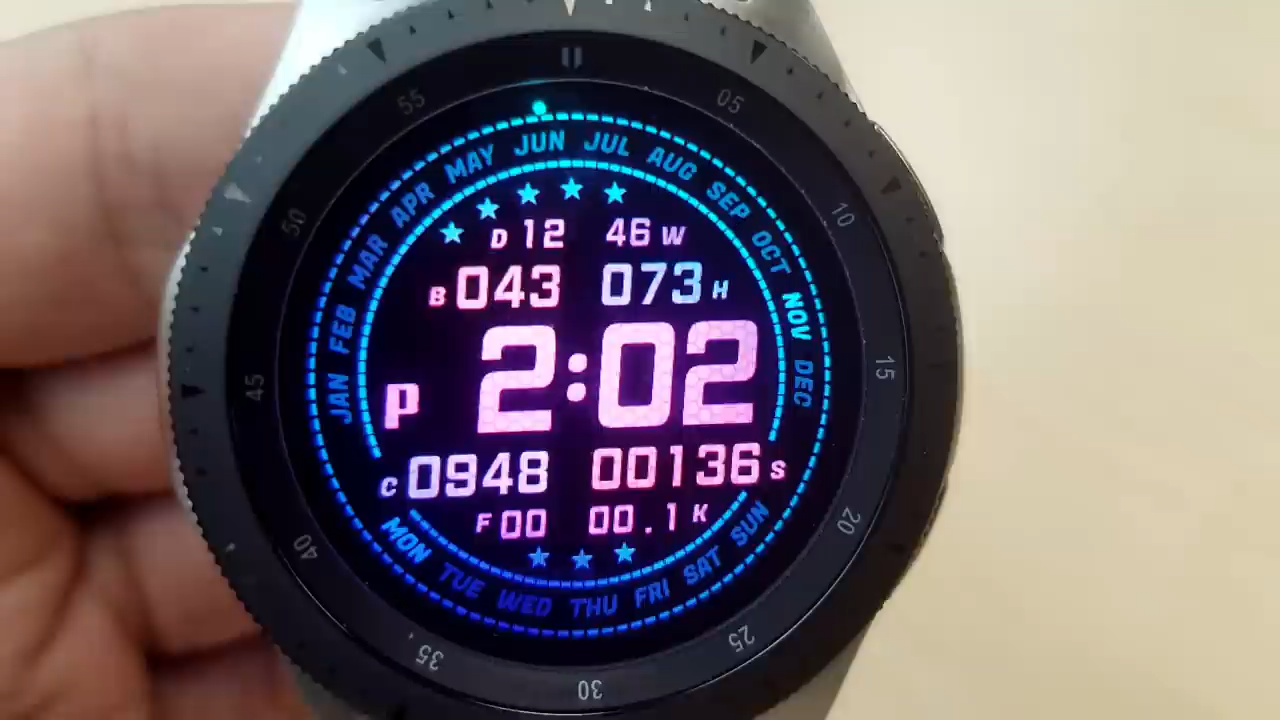 55
05
50
10
45
15
40
20
35
25
30
JAN FEB MAR APR MAY JUN JUL AUG SEP OCT NOV DEC
D 12 46 W
B 043 073 H
P 2:02
C 0948 00136 S
F 00 00.1 K
MON TUE WED THU FRI SAT SUN